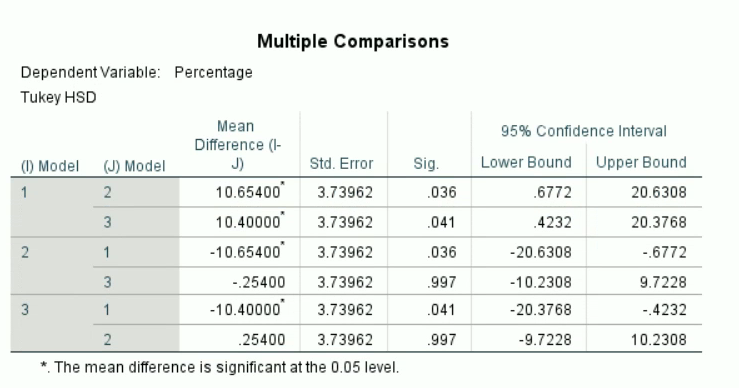 Multiple Comparisons
Dependent Variable: Percentage
Tukey HSD
(I) Model (J) Model Mean Difference (I-J) Std. Error Sig. 95% Confidence Interval
Lower Bound Upper Bound
1 2 10.65400* 3.73962 .036 .6772 20.6308
3 10.40000* 3.73962 .041 .4232 20.3768
2 1 -10.65400* 3.73962 .036 -20.6308 -.6772
3 -.25400 3.73962 .997 -10.2308 9.7228
3 1 -10.40000* 3.73962 .041 -20.3768 -.4232
2 .25400 3.73962 .997 -9.7228 10.2308
*. The mean difference is significant at the 0.05 level.